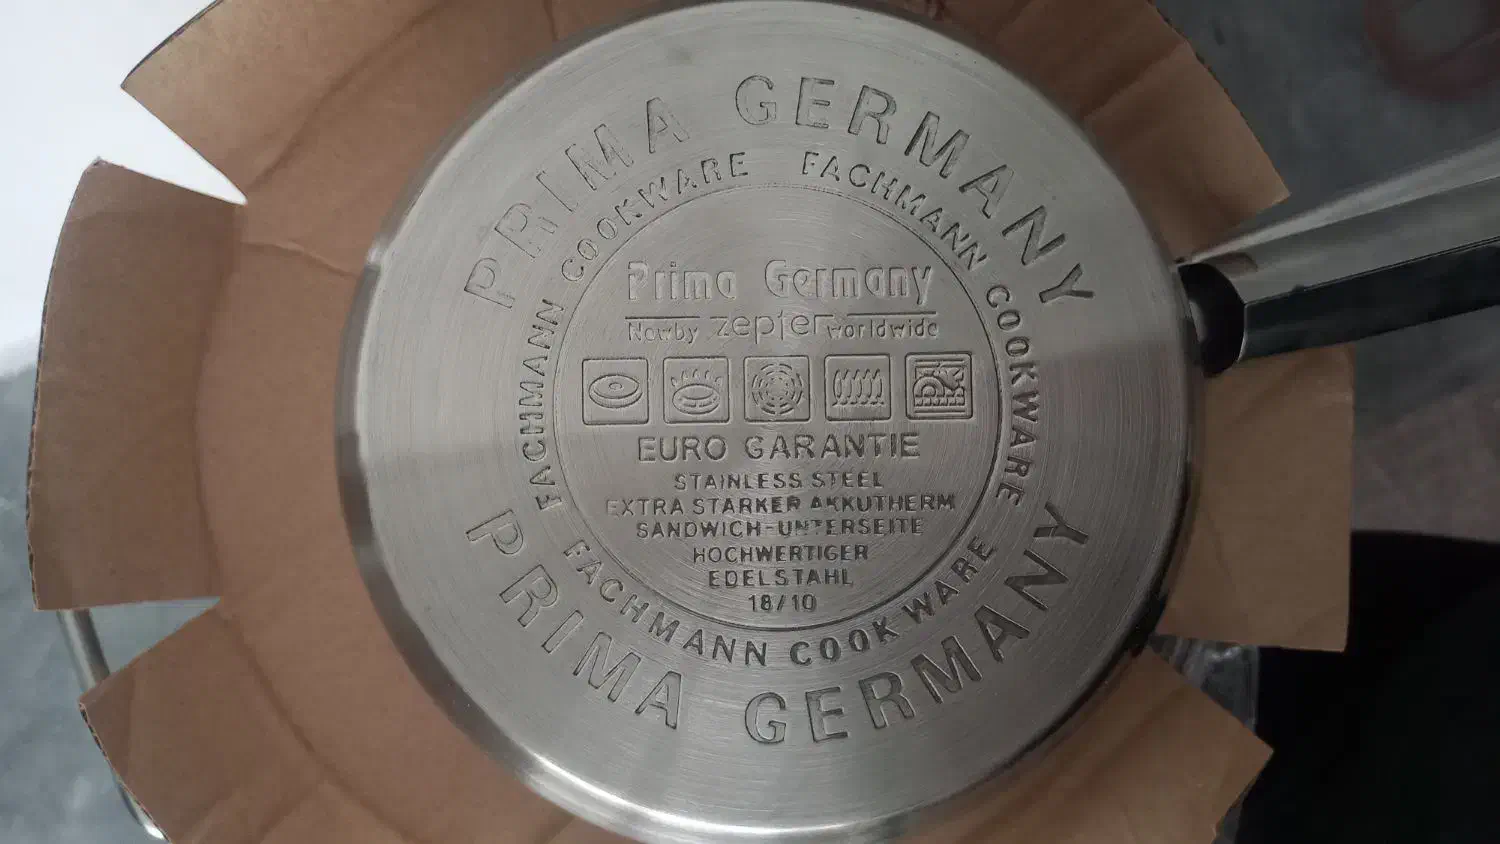 PRIMA GERMANY
FACHMANN COOKWARE FACHMANN COOKWARE
Prima Germany
Nowby zepter worldwide
EURO GARANTIE
STAINLESS STEEL
EXTRA STARKER AKKUTHERM
SANDWICH-UNTERSEITE
HOCHWERTIGER
EDELSTAHL
18/10
FACHMANN COOKWARE
PRIMA GERMANY